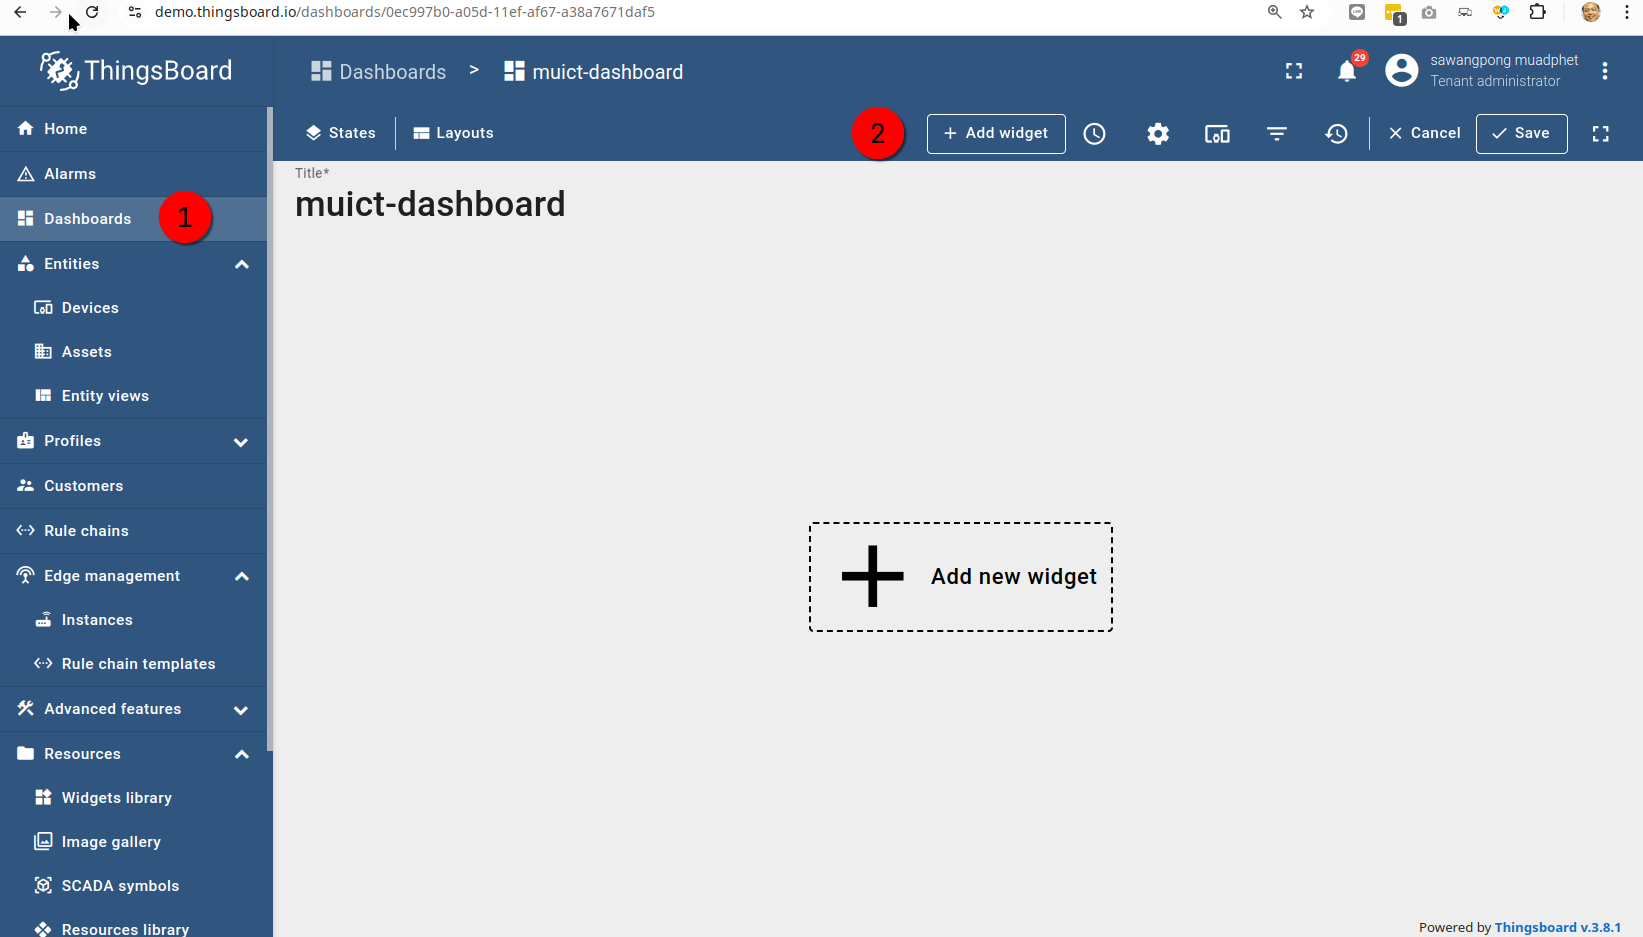 demo.thingsboard.io/dashboards/0ec997b0-a05d-11ef-af67-a38a7671daf5
1
ThingsBoard
Dashboards > muict-dashboard
29
sawangpong muadphet
Tenant administrator
States
Layouts
2
+ Add widget
Cancel
Save
Home
Alarms
Dashboards
1
Entities
Devices
Assets
Entity views
Profiles
Customers
Rule chains
Edge management
Instances
Rule chain templates
Advanced features
Resources
Widgets library
Image gallery
SCADA symbols
Resources library
Title*
muict-dashboard
Add new widget
Powered by Thingsboard v.3.8.1